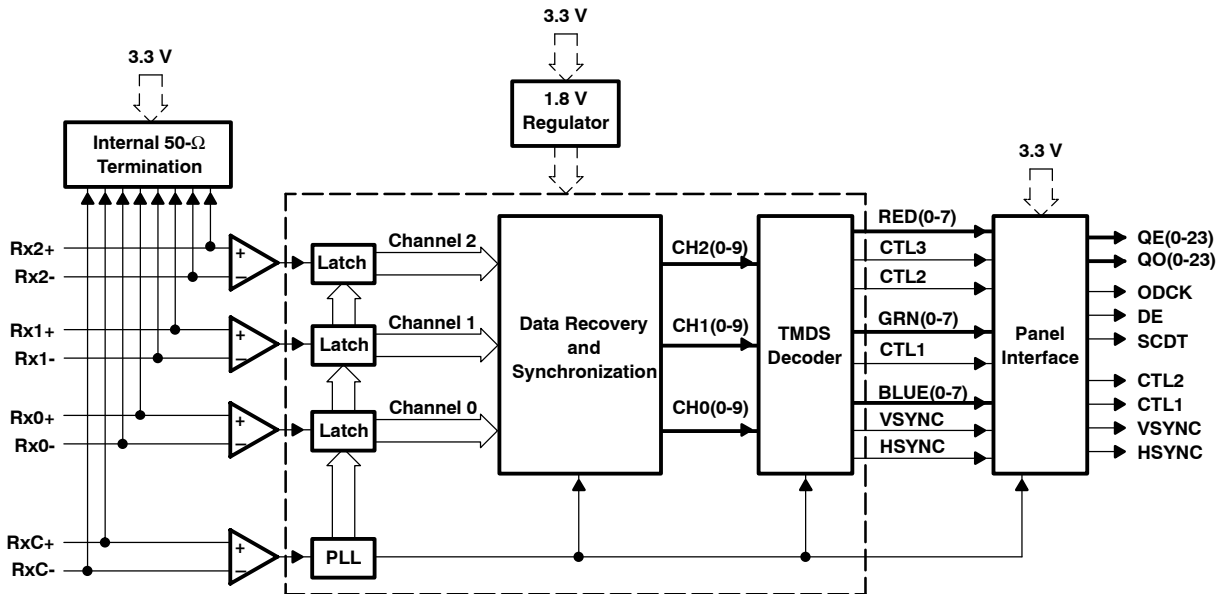 3.3 V
3.3 V
1.8 V
Regulator
Internal 50-Ω
Termination
3.3 V
Rx2+
Rx2-
Rx1+
Rx1-
Rx0+
Rx0-
RxC+
RxC-
+
−
+
−
+
−
+
−
Latch
Latch
Latch
PLL
Channel 2
Channel 1
Channel 0
Data Recovery
and
Synchronization
CH2(0-9)
CH1(0-9)
CH0(0-9)
TMDS
Decoder
RED(0-7)
CTL3
CTL2
GRN(0-7)
CTL1
BLUE(0-7)
VSYNC
HSYNC
Panel
Interface
QE(0-23)
QO(0-23)
ODCK
DE
SCDT
CTL2
CTL1
VSYNC
HSYNC